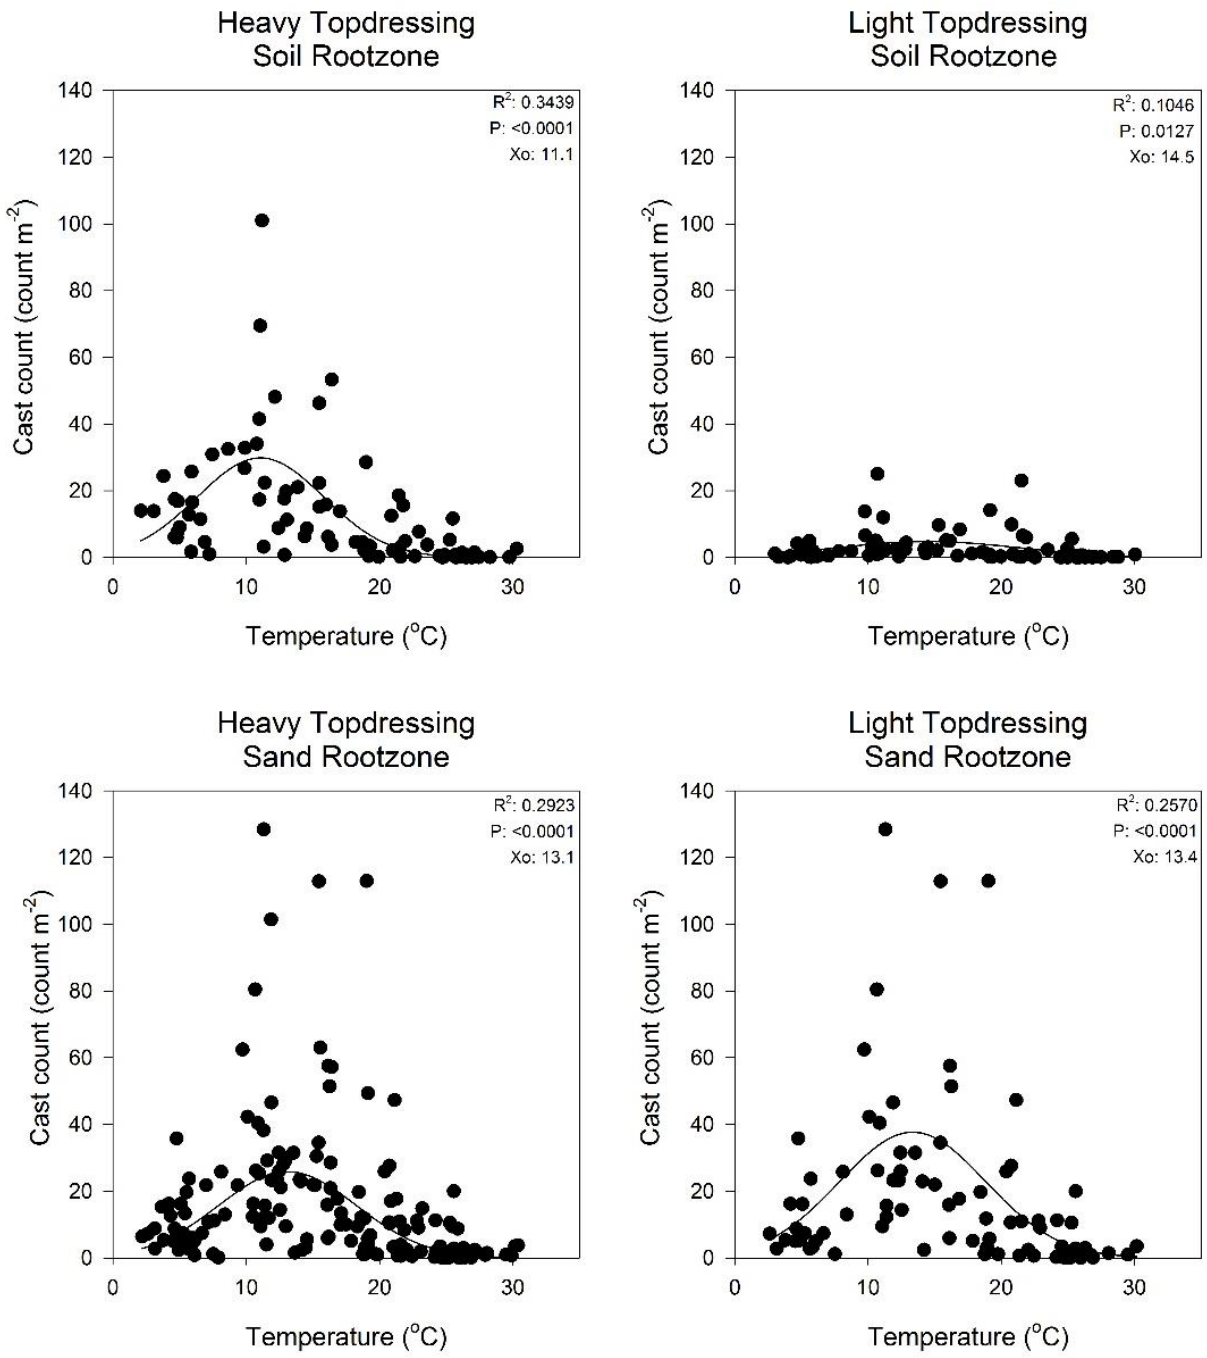 Heavy Topdressing
Soil Rootzone
140
120
100
80
60
40
20
0
Cast count (count m-2)
R2: 0.3439
P: <0.0001
Xo: 11.1
0 10 20 30
Temperature (oC)
Light Topdressing
Soil Rootzone
140
120
100
80
60
40
20
0
Cast count (count m-2)
R2: 0.1046
P: 0.0127
Xo: 14.5
0 10 20 30
Temperature (oC)
Heavy Topdressing
Sand Rootzone
140
120
100
80
60
40
20
0
Cast count (count m-2)
R2: 0.2923
P: <0.0001
Xo: 13.1
0 10 20 30
Temperature (oC)
Light Topdressing
Sand Rootzone
140
120
100
80
60
40
20
0
Cast count (count m-2)
R2: 0.2570
P: <0.0001
Xo: 13.4
0 10 20 30
Temperature (oC)